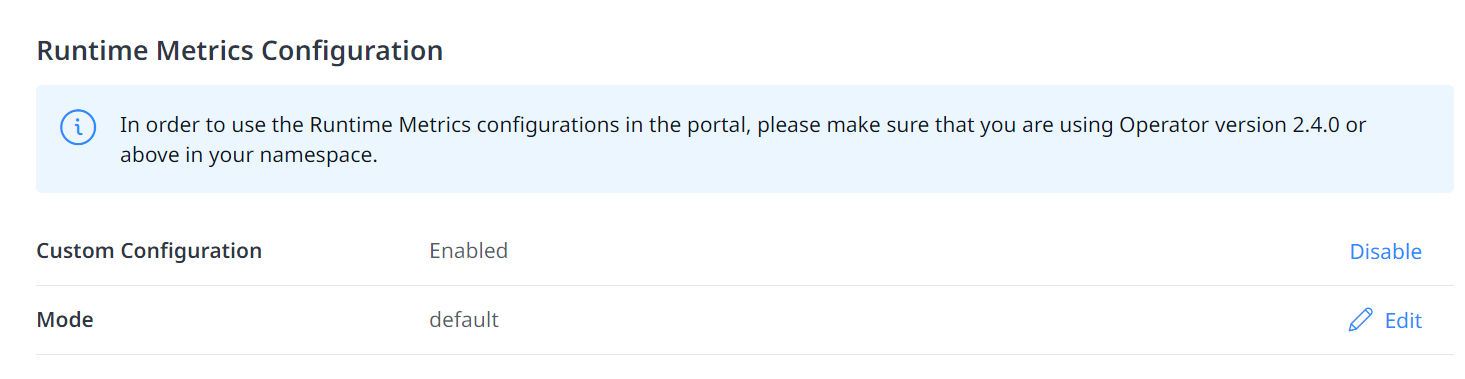 Runtime Metrics Configuration
In order to use the Runtime Metrics configurations in the portal, please make sure that you are using Operator version 2.4.0 or
above in your namespace.
Custom Configuration Enabled Disable
Mode default Edit